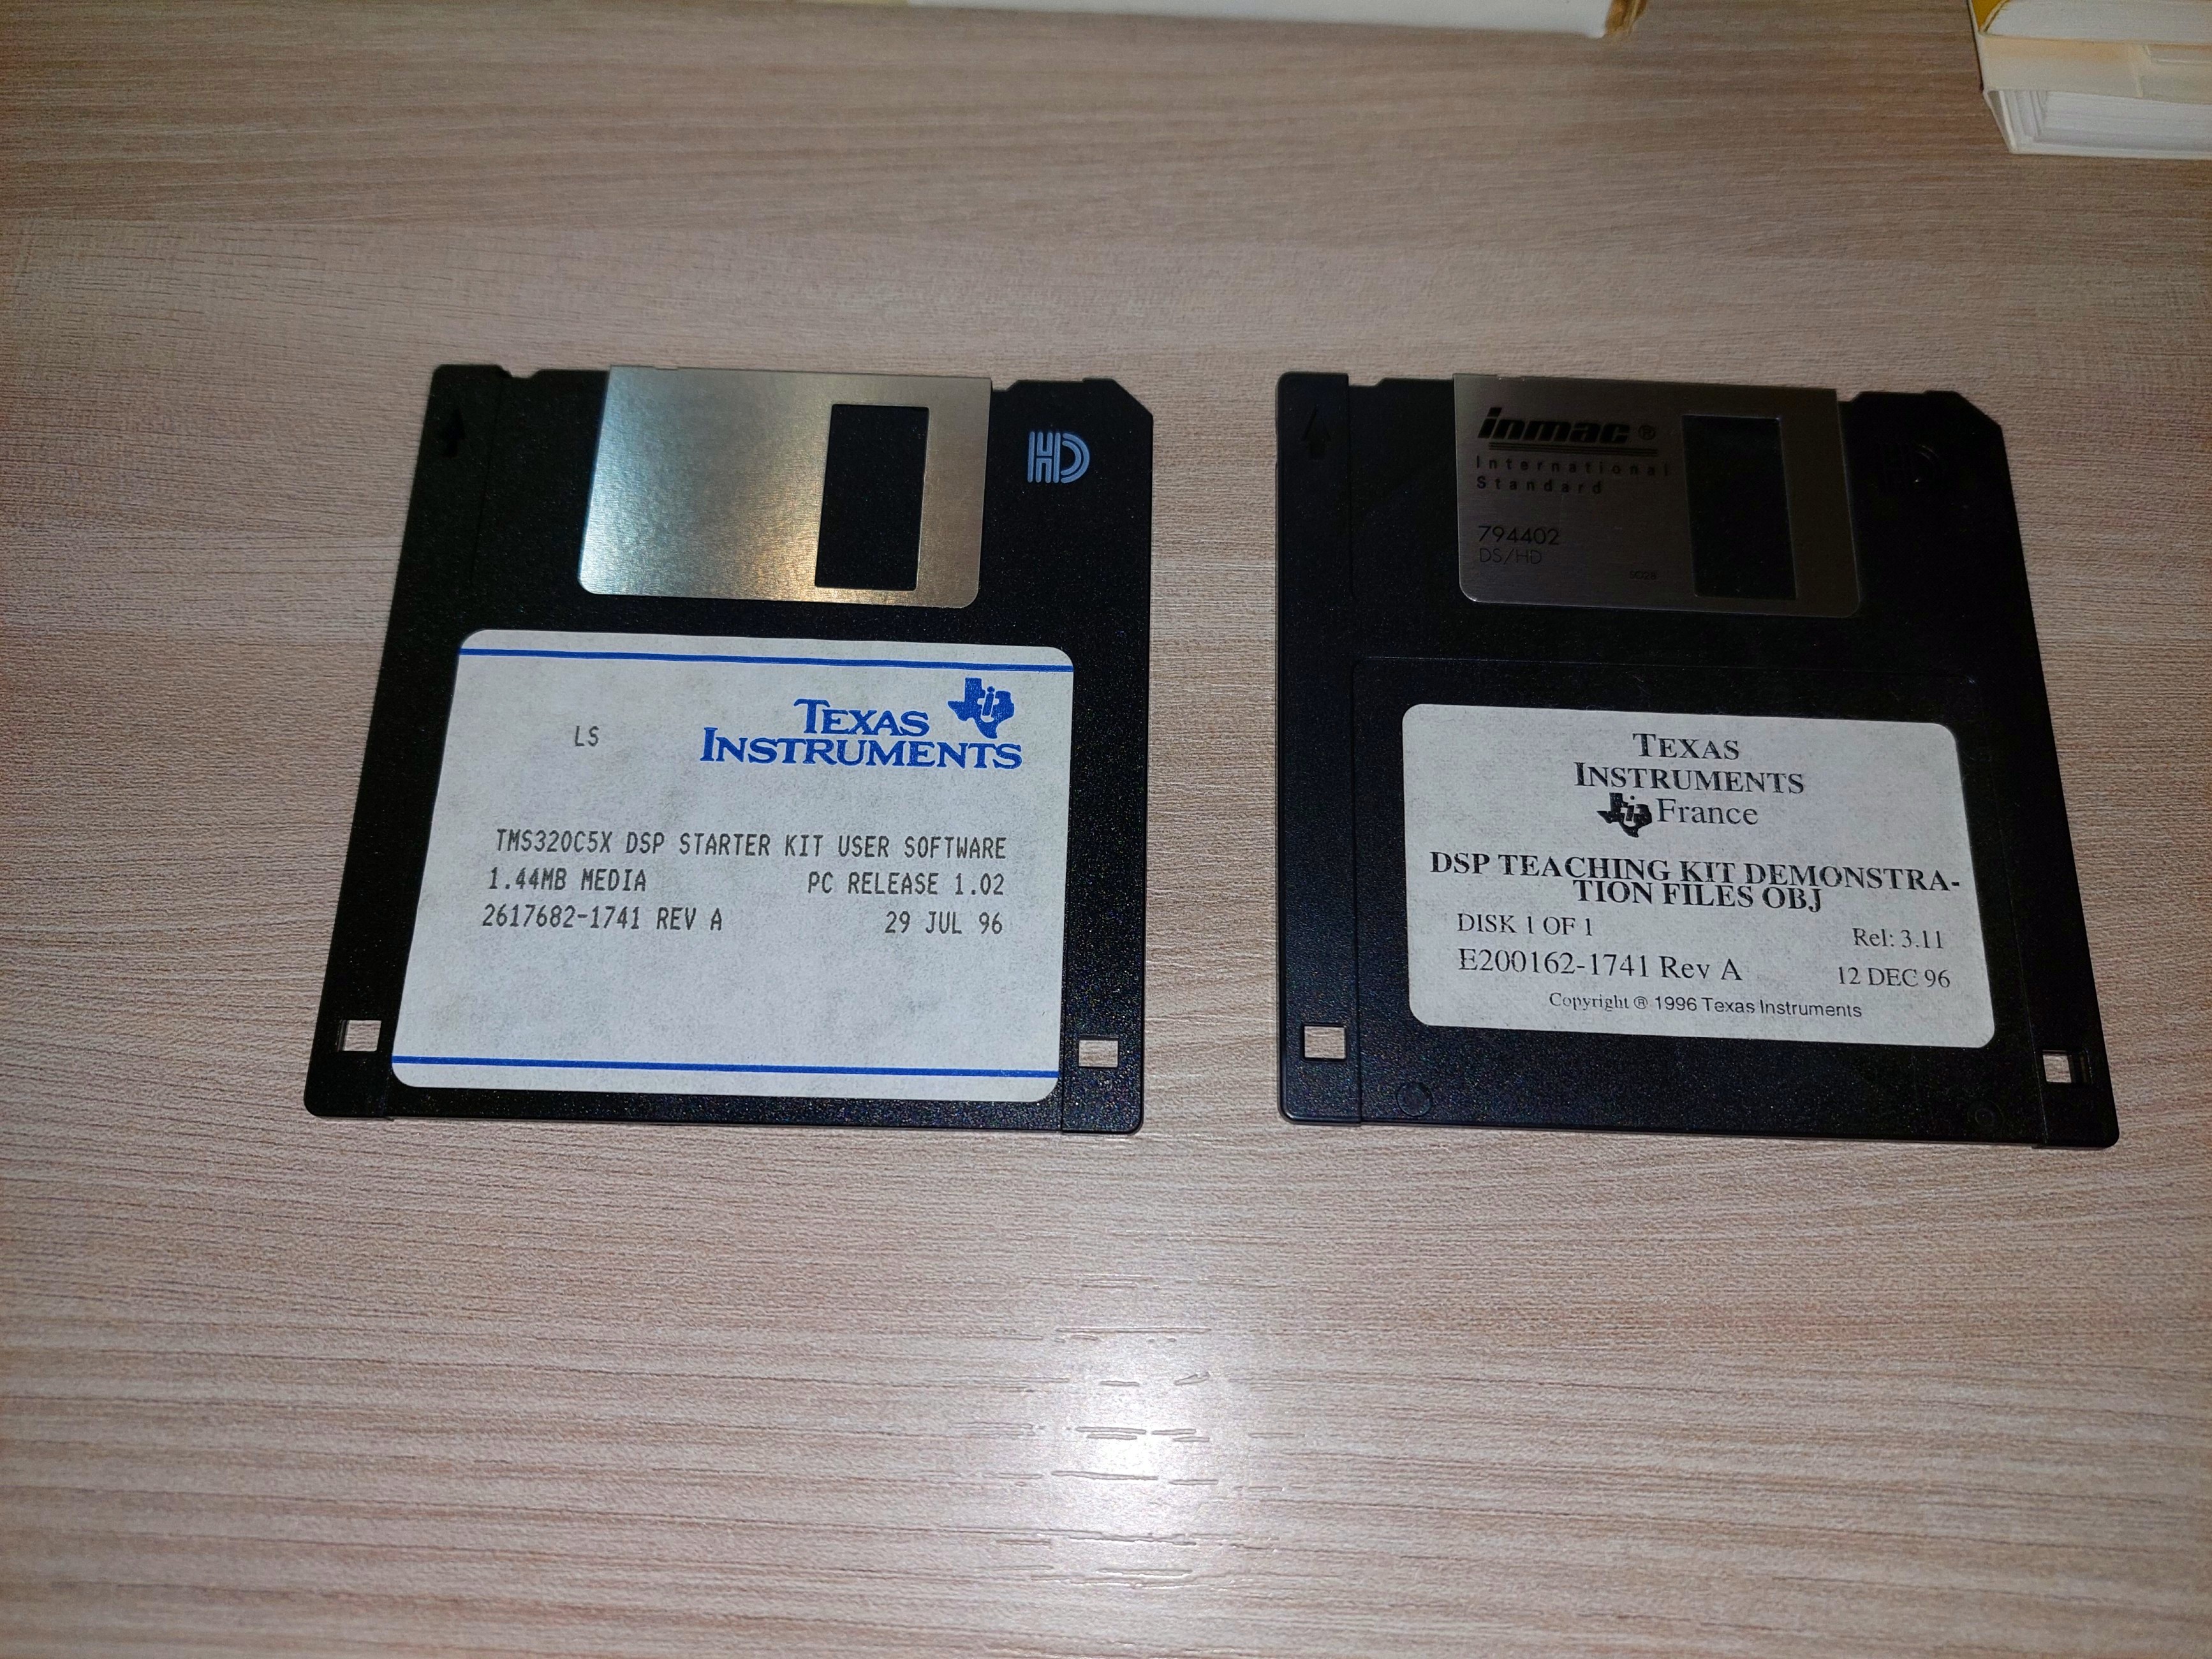 HD
LS
TEXAS
INSTRUMENTS
TMS320C5X DSP STARTER KIT USER SOFTWARE
1.44MB MEDIA PC RELEASE 1.02
2617682-1741 REV A 29 JUL 96
inmac ®
International
Standard
794402
DS/HD
TEXAS
INSTRUMENTS
France
DSP TEACHING KIT DEMONSTRA-
TION FILES OBJ
DISK 1 OF 1 Rel: 3.11
E200162-1741 Rev A 12 DEC 96
Copyright ® 1996 Texas Instruments